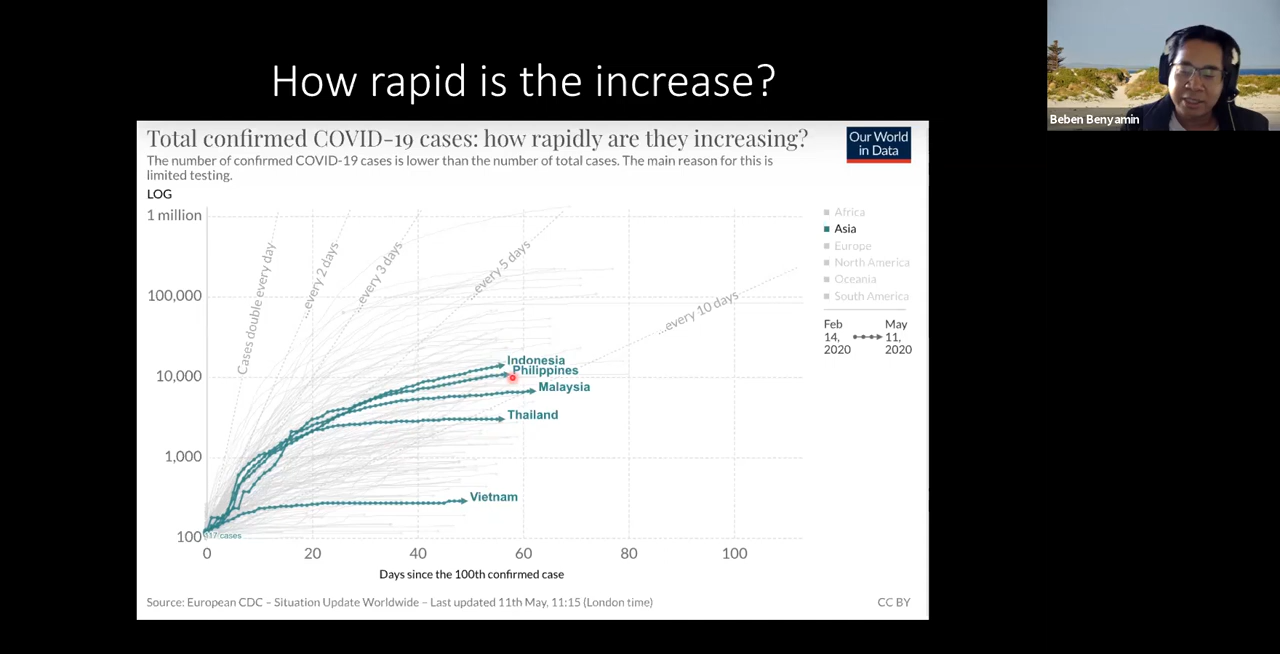 How rapid is the increase?
Beben Benyamin
Total confirmed COVID-19 cases: how rapidly are they increasing?
Our World
in Data
The number of confirmed COVID-19 cases is lower than the number of total cases. The main reason for this is
limited testing.
LOG
1 million
100,000
10,000
1,000
100
Cases double every day
...every 2 days
...every 3 days
...every 5 days
...every 10 days
Indonesia
Philippines
Malaysia
Thailand
Vietnam
117 cases
0
20
40
60
80
100
Days since the 100th confirmed case
Africa
Asia
Europe
North America
Oceania
South America
Feb
14,
2020
May
11,
2020
Source: European CDC – Situation Update Worldwide – Last updated 11th May, 11:15 (London time)
CC BY